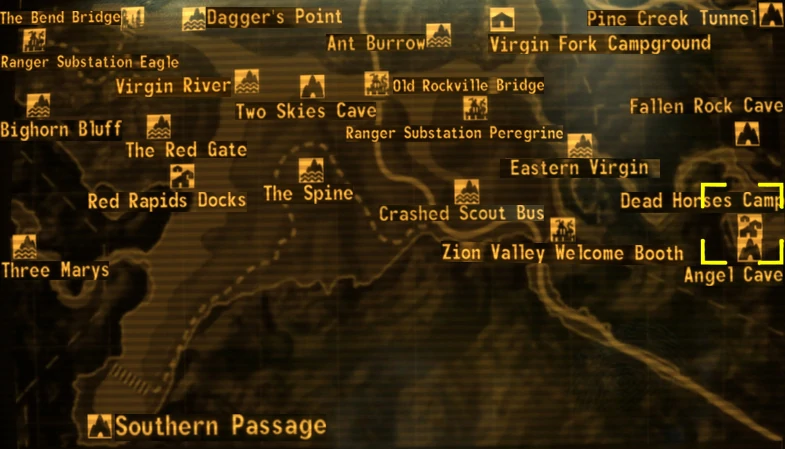 The Bend Bridge
Dagger's Point
Pine Creek Tunnel
Ant Burrow
Virgin Fork Campground
Ranger Substation Eagle
Virgin River
Old Rockville Bridge
Two Skies Cave
Fallen Rock Cave
Bighorn Bluff
Ranger Substation Peregrine
The Red Gate
Eastern Virgin
Red Rapids Docks
The Spine
Dead Horses Camp
Crashed Scout Bus
Zion Valley Welcome Booth
Three Marys
Angel Cave
Southern Passage